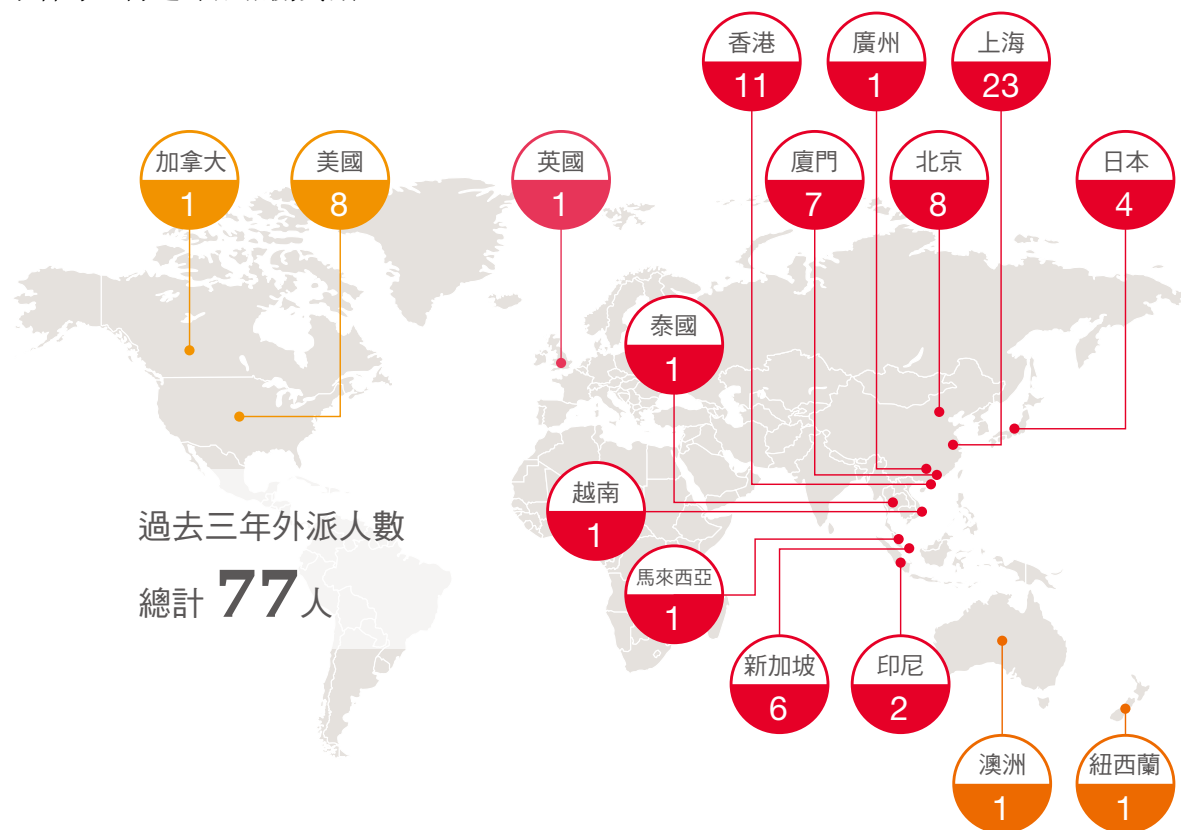 香港
11
廣州
1
上海
23
加拿大
1
美國
8
英國
1
廈門
7
北京
8
日本
4
泰國
1
越南
1
過去三年外派人數
總計 77人
馬來西亞
1
新加坡
6
印尼
2
澳洲
1
紐西蘭
1